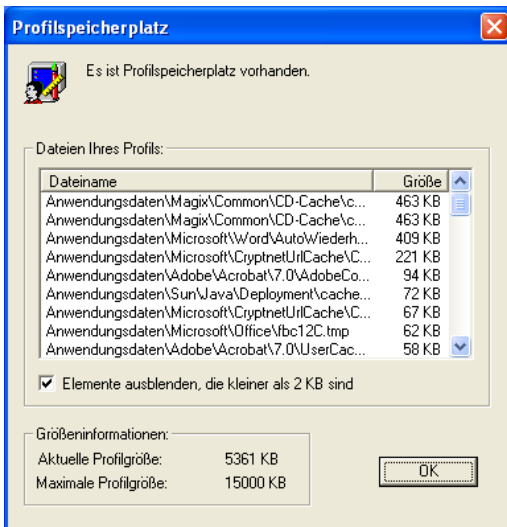 Profilspeicherplatz
Es ist Profilspeicherplatz vorhanden.
Dateien Ihres Profils:
Dateiname Größe
Anwendungsdaten\Magix\Common\CD-Cache\c... 463 KB
Anwendungsdaten\Magix\Common\CD-Cache\c... 463 KB
Anwendungsdaten\Microsoft\Word\AutoWiederh... 409 KB
Anwendungsdaten\Microsoft\CryptnetUrlCache\C... 221 KB
Anwendungsdaten\Adobe\Acrobat\7.0\AdobeCo... 94 KB
Anwendungsdaten\Sun\Java\Deployment\cache... 72 KB
Anwendungsdaten\Microsoft\CryptnetUrlCache\C... 67 KB
Anwendungsdaten\Microsoft\Office\fbc12C.tmp 62 KB
Anwendungsdaten\Adobe\Acrobat\7.0\UserCac... 58 KB
Elemente ausblenden, die kleiner als 2 KB sind
Größeninformationen:
Aktuelle Profilgröße: 5361 KB
Maximale Profilgröße: 15000 KB
OK